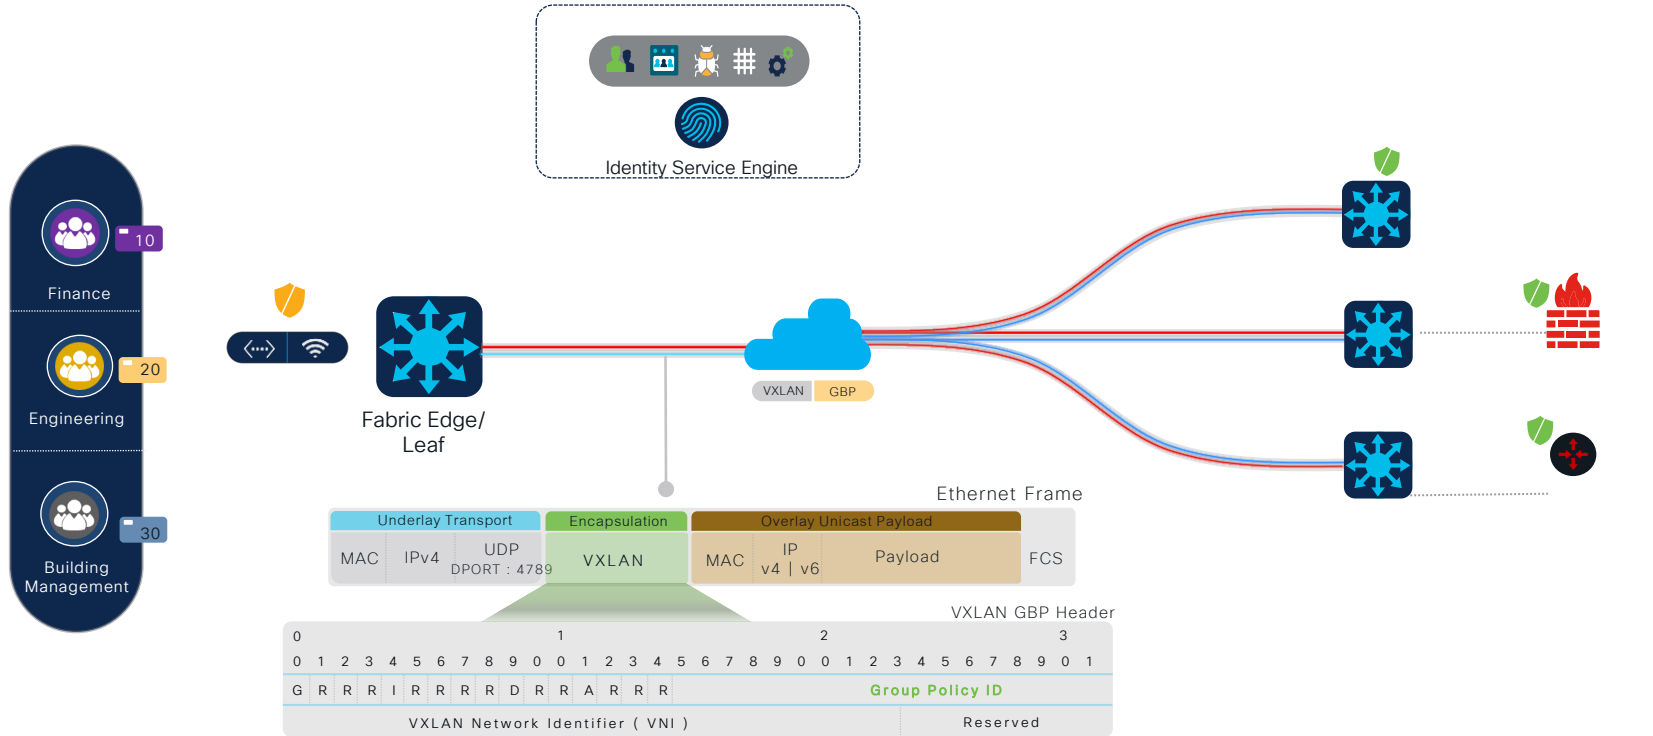 Identity Service Engine
10
Finance
20
Engineering
30
Building
Management
Fabric Edge/
Leaf
VXLAN GBP
Ethernet Frame
Underlay Transport Encapsulation Overlay Unicast Payload
MAC IPv4 UDP
DPORT : 4789
VXLAN
MAC IP
v4 | v6
Payload
FCS
VXLAN GBP Header
0 1 2 3
0 1 2 3 4 5 6 7 8 9 0 0 1 2 3 4 5 6 7 8 9 0 0 1 2 3 4 5 6 7 8 9 0 1
G R R R I R R R R D R R A R R R Group Policy ID
VXLAN Network Identifier ( VNI ) Reserved